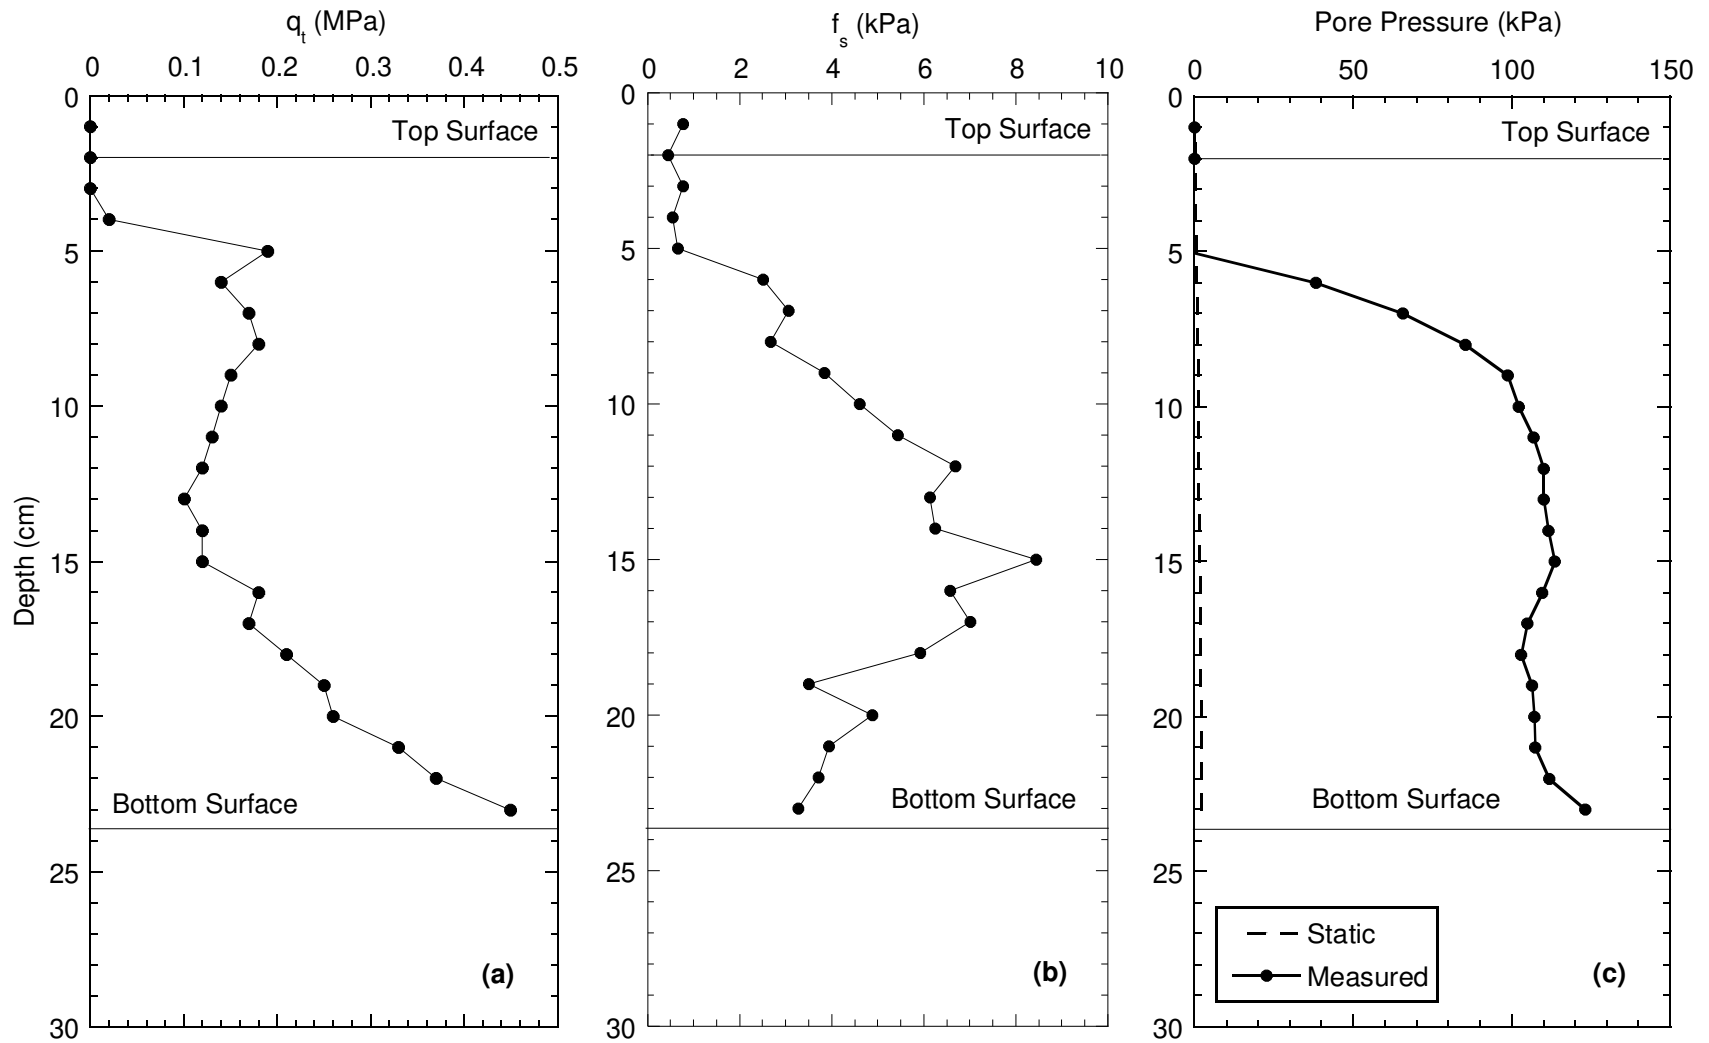 q_t (MPa)
0 0.1 0.2 0.3 0.4 0.5
0
5
10
15
20
25
30
Depth (cm)
Top Surface
Bottom Surface
(a)
f_s (kPa)
0 2 4 6 8 10
0
5
10
15
20
25
30
Top Surface
Bottom Surface
(b)
Pore Pressure (kPa)
0 50 100 150
0
5
10
15
20
25
30
Top Surface
Bottom Surface
Static
Measured
(c)